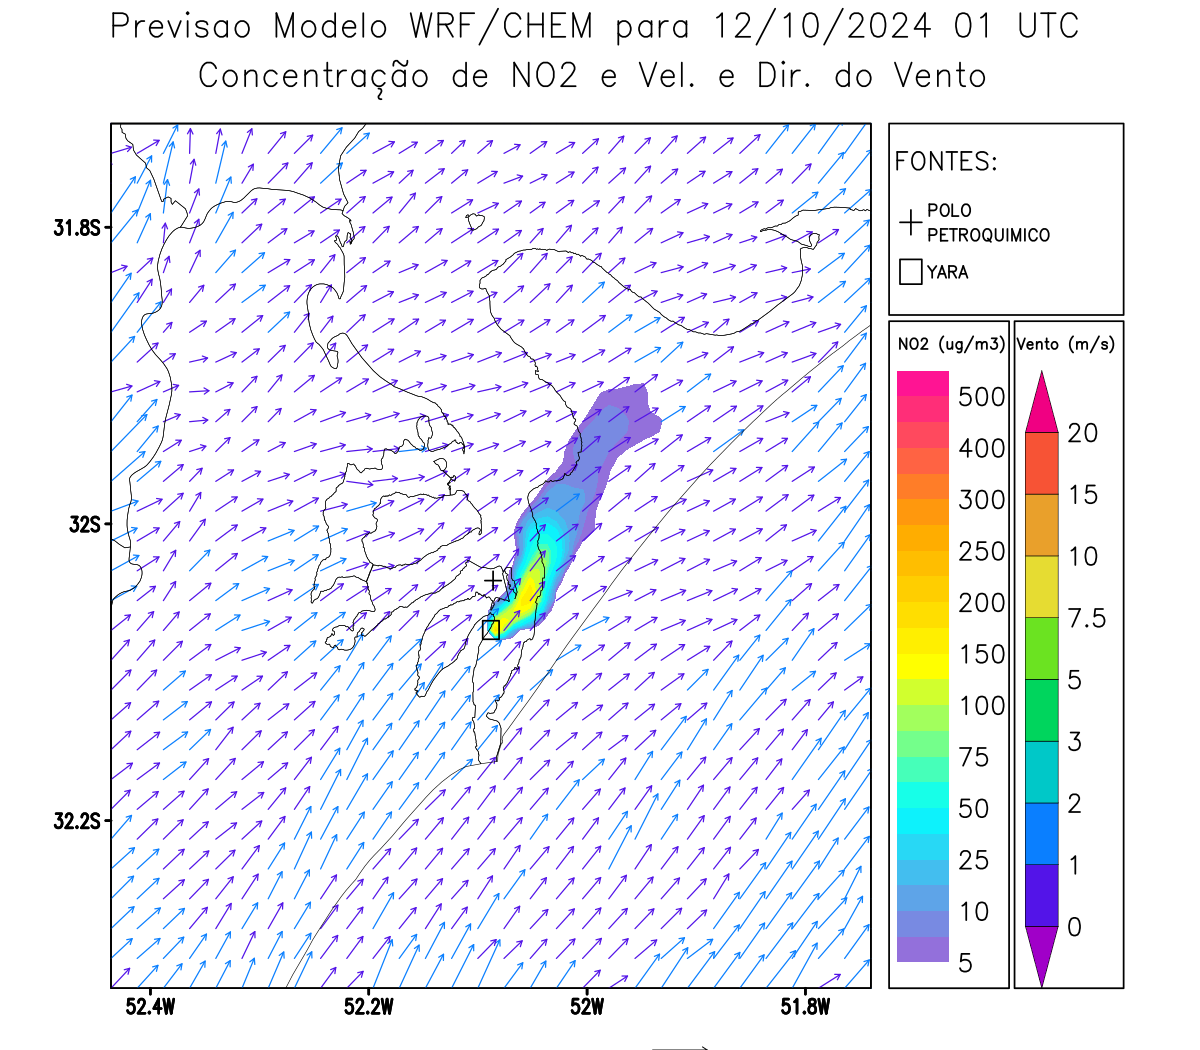 Previsao Modelo WRF/CHEM para 12/10/2024 01 UTC
Concentração de NO2 e Vel. e Dir. do Vento
FONTES:
POLO
PETROQUIMICO
YARA
NO2 (ug/m3)
500
400
300
250
200
150
100
75
50
25
10
5
Vento (m/s)
20
15
10
7.5
5
3
2
1
0
31.8S
32S
32.2S
52.4W
52.2W
52W
51.8W